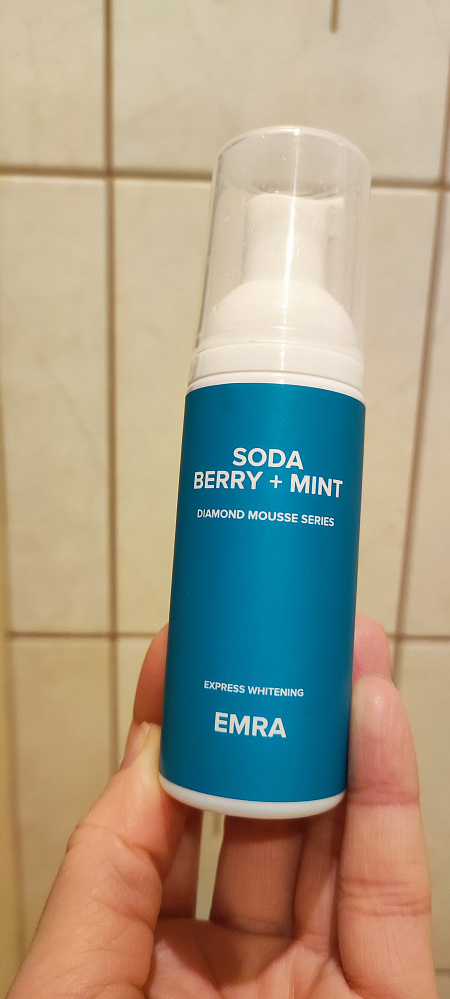 SODA
BERRY + MINT
DIAMOND MOUSSE SERIES
EXPRESS WHITENING
EMRA